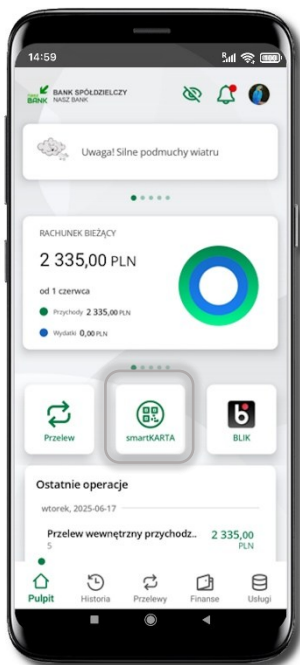 14:59
BANK SPÓŁDZIELCZY
BANK NASZ BANK
Uwaga! Silne podmuchy wiatru
RACHUNEK BIEŻĄCY
2 335,00 PLN
od 1 czerwca
Przychody 2 335,00 PLN
Wydatki 0,00 PLN
Przelew
smartKARTA
BLIK
Ostatnie operacje
wtorek, 2025-06-17
Przelew wewnętrzny przychodz.. 2 335,00
5 PLN
Pulpit Historia Przelewy Finanse Usługi